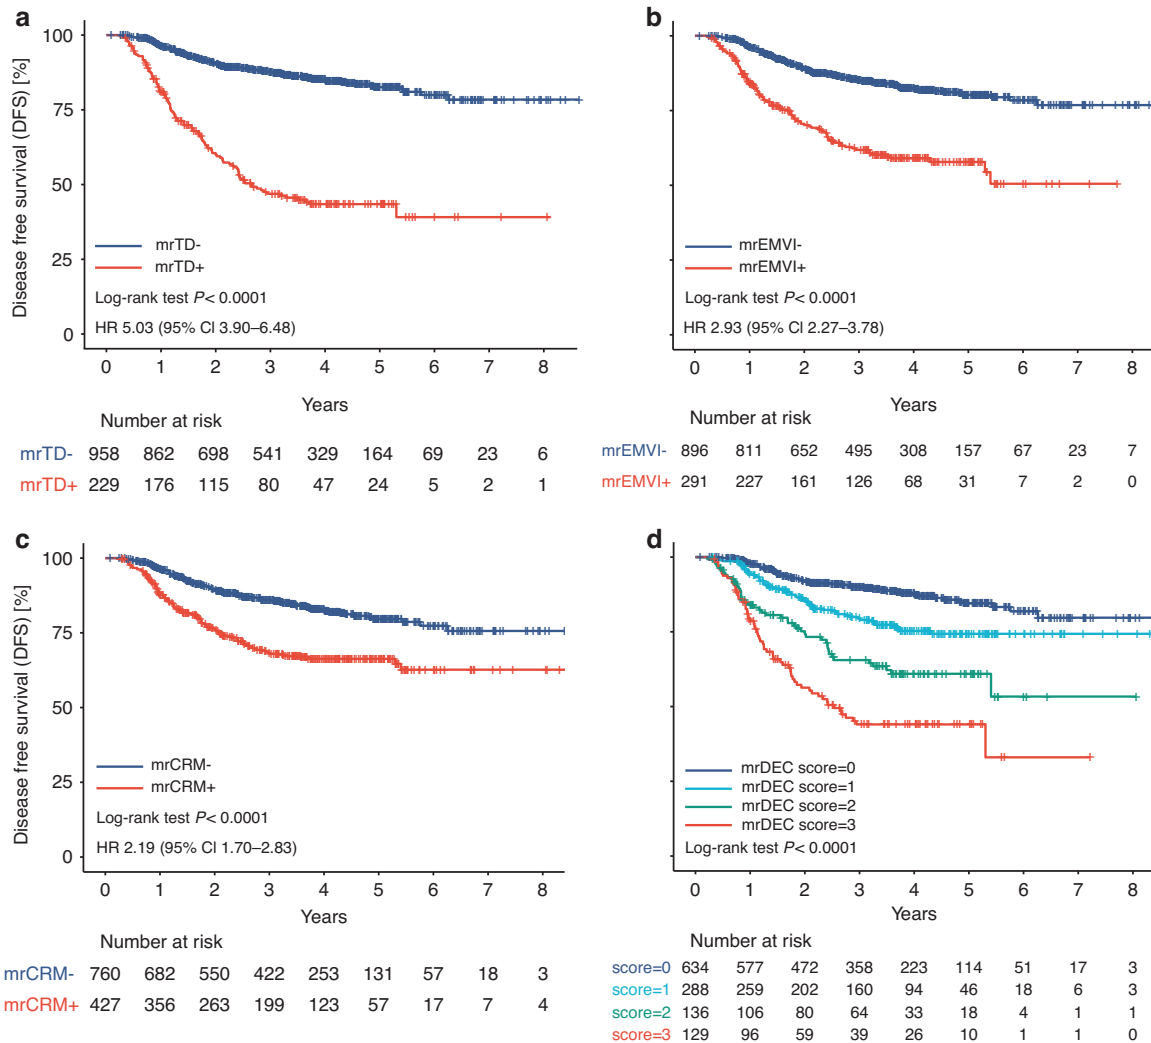 a
Disease free survival (DFS) [%]
100
75
50
25
0
mrTD-
mrTD+
Log-rank test P< 0.0001
HR 5.03 (95% CI 3.90–6.48)
0 1 2 3 4 5 6 7 8
Years
Number at risk
mrTD- 958 862 698 541 329 164 69 23 6
mrTD+ 229 176 115 80 47 24 5 2 1
b
mrEMVI-
mrEMVI+
Log-rank test P< 0.0001
HR 2.93 (95% CI 2.27–3.78)
0 1 2 3 4 5 6 7 8
Years
Number at risk
mrEMVI- 896 811 652 495 308 157 67 23 7
mrEMVI+ 291 227 161 126 68 31 7 2 0
c
Disease free survival (DFS) [%]
100
75
50
25
0
mrCRM-
mrCRM+
Log-rank test P< 0.0001
HR 2.19 (95% CI 1.70–2.83)
0 1 2 3 4 5 6 7 8
Years
Number at risk
mrCRM- 760 682 550 422 253 131 57 18 3
mrCRM+ 427 356 263 199 123 57 17 7 4
d
mrDEC score=0
mrDEC score=1
mrDEC score=2
mrDEC score=3
Log-rank test P< 0.0001
0 1 2 3 4 5 6 7 8
Years
Number at risk
score=0 634 577 472 358 223 114 51 17 3
score=1 288 259 202 160 94 46 18 6 3
score=2 136 106 80 64 33 18 4 1 1
score=3 129 96 59 39 26 10 1 1 0